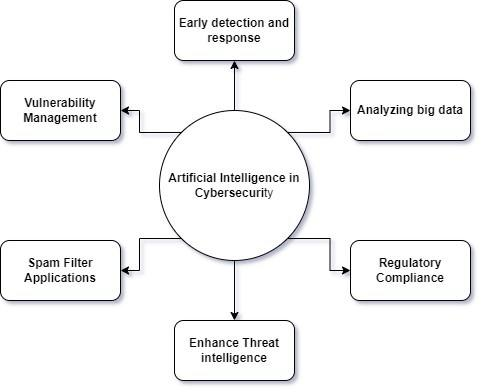 Early detection and
response
Vulnerability
Management
Analyzing big data
Artificial Intelligence in
Cybersecurity
Spam Filter
Applications
Regulatory
Compliance
Enhance Threat
intelligence